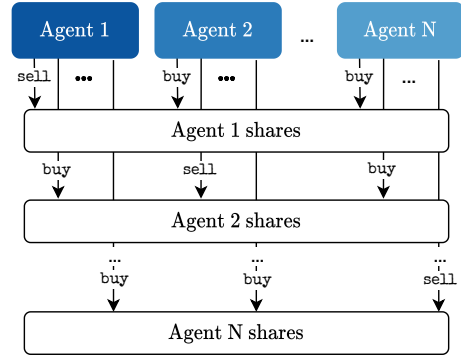 Agent 1 Agent 2 ... Agent N
sell ... buy ... buy ...
Agent 1 shares
buy sell buy
Agent 2 shares
... ... ...
buy buy sell
Agent N shares